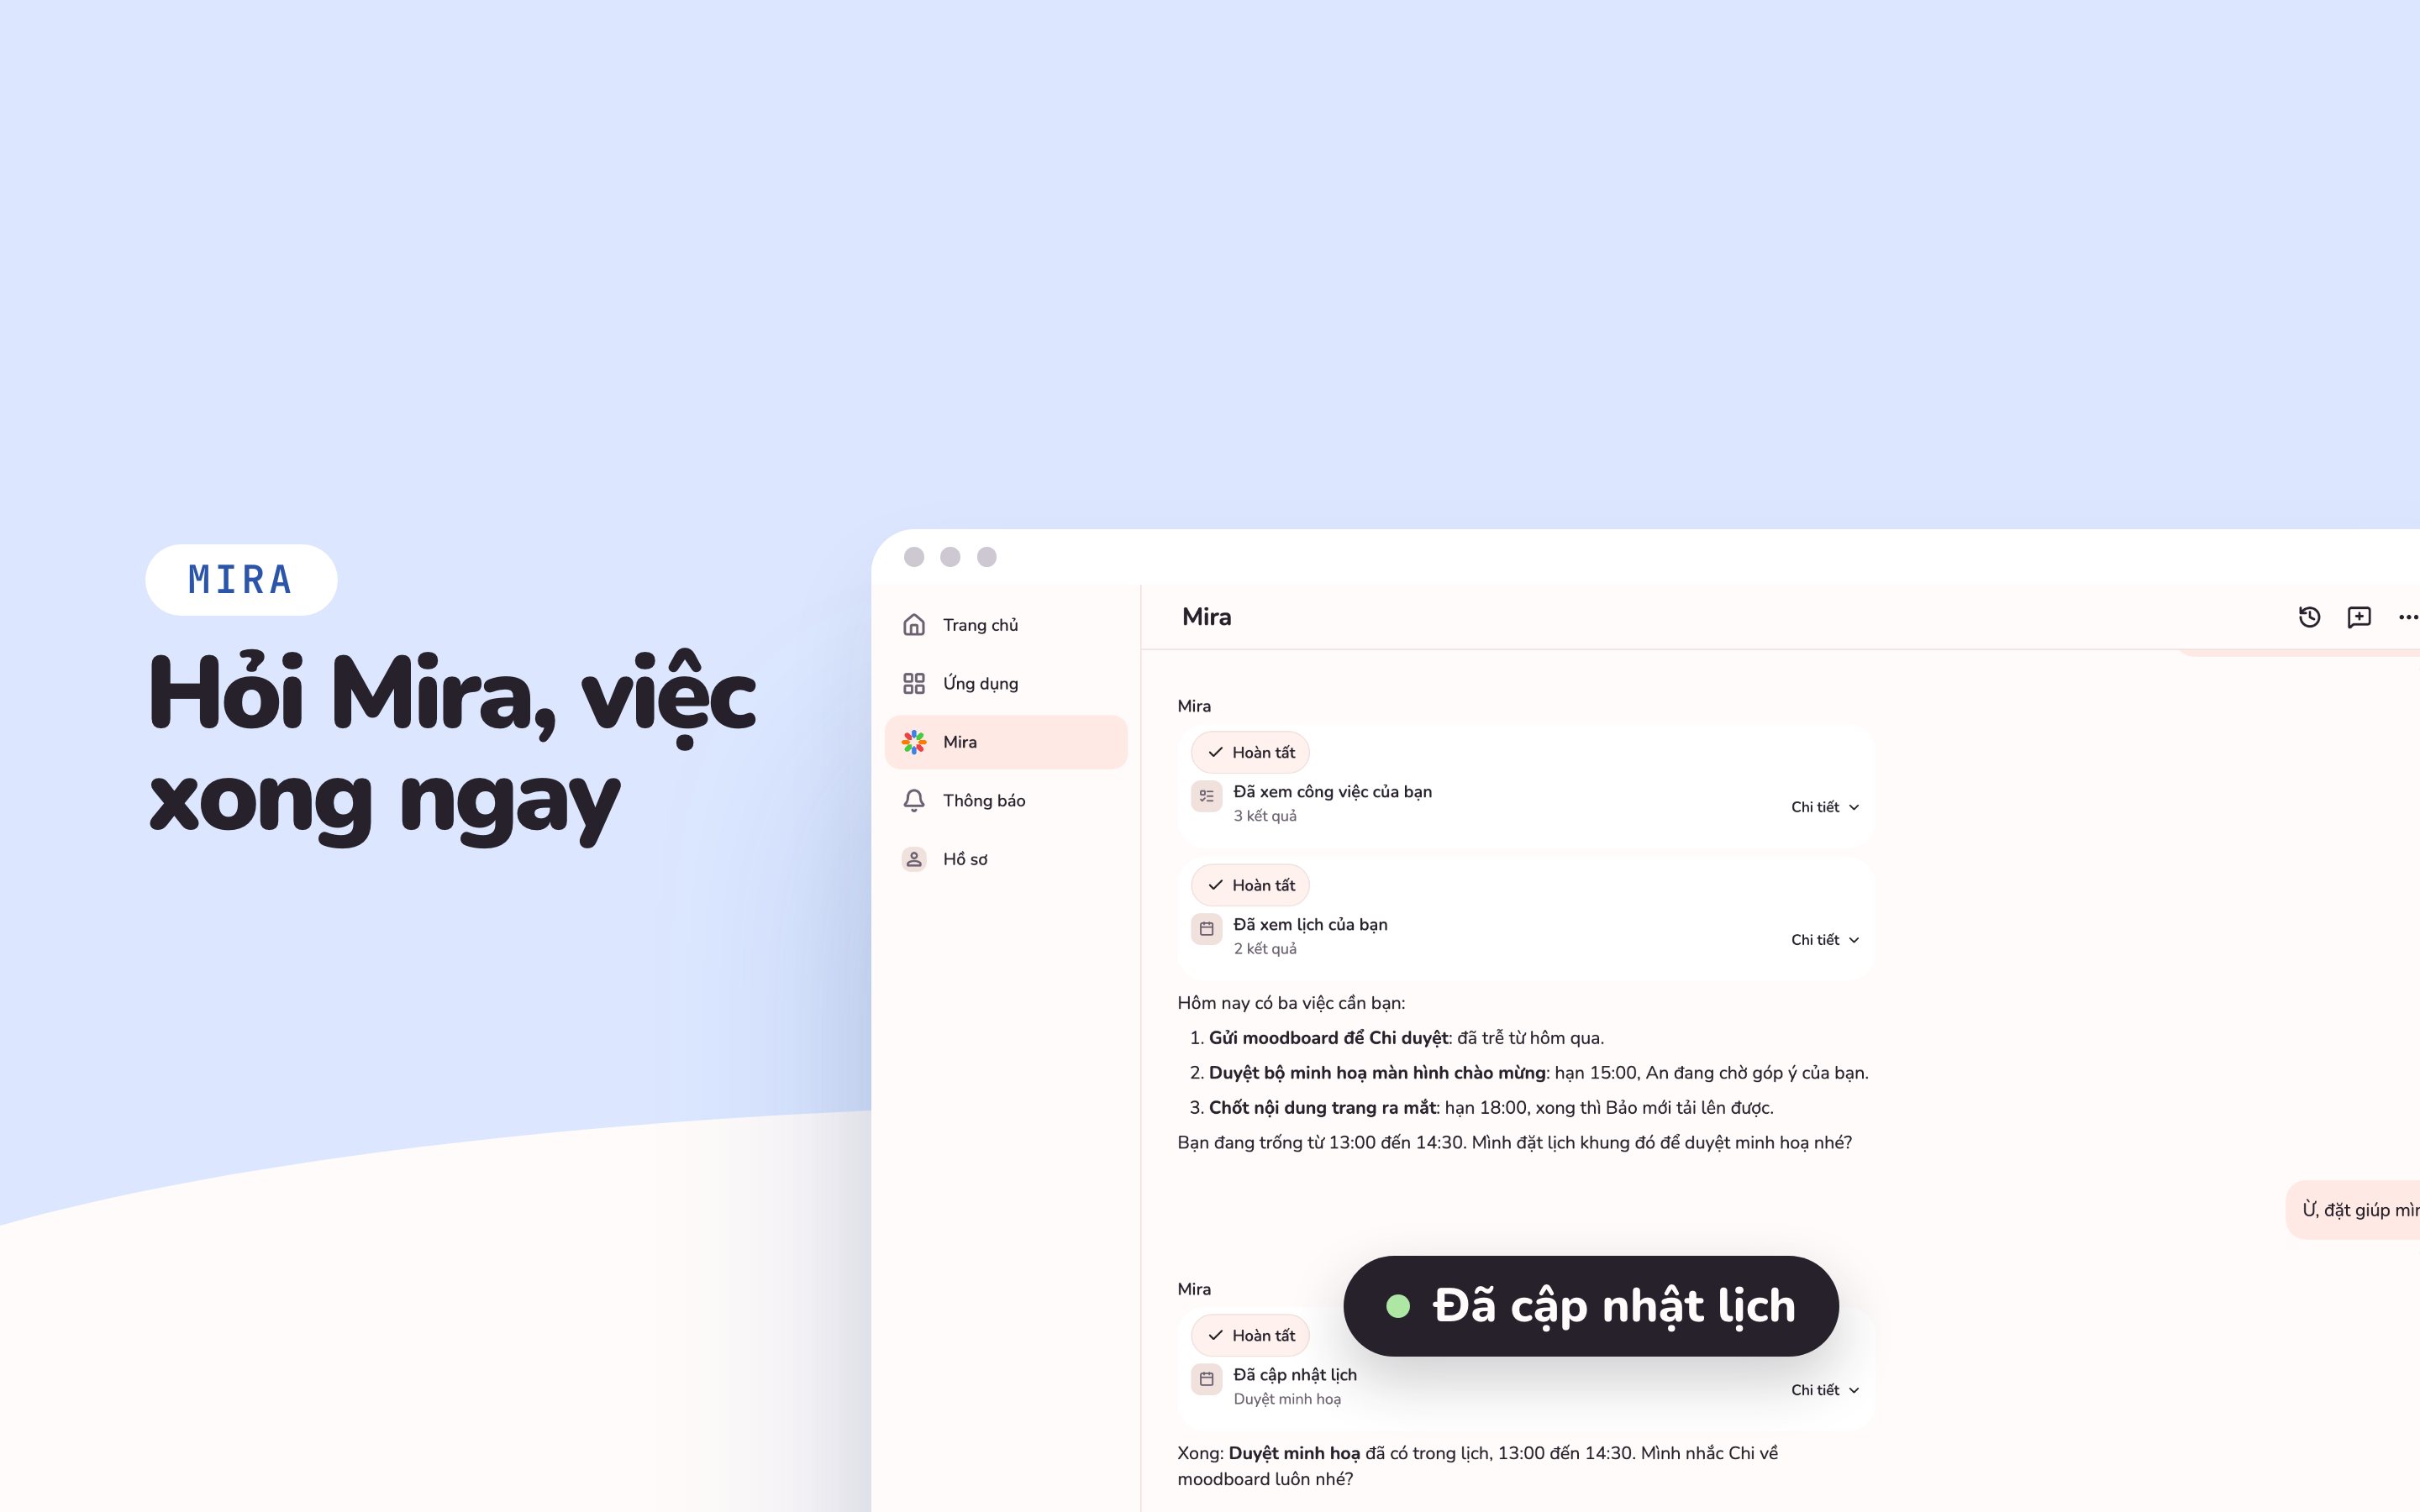 MIRA
Hỏi Mira, việc
xong ngay
Trang chủ
Ứng dụng
Mira
Thông báo
Hồ sơ
Mira
Mira
Hoàn tất
Đã xem công việc của bạn
3 kết quả
Chi tiết
Hoàn tất
Đã xem lịch của bạn
2 kết quả
Chi tiết
Hôm nay có ba việc cần bạn:
1. Gửi moodboard để Chi duyệt: đã trễ từ hôm qua.
2. Duyệt bộ minh hoạ màn hình chào mừng: hạn 15:00, An đang chờ góp ý của bạn.
3. Chốt nội dung trang ra mắt: hạn 18:00, xong thì Bảo mới tải lên được.
Bạn đang trống từ 13:00 đến 14:30. Mình đặt lịch khung đó để duyệt minh hoạ nhé?
Ừ, đặt giúp
Mira
Đã cập nhật lịch
Hoàn tất
Đã cập nhật lịch
Duyệt minh hoạ
Chi tiết
Xong: Duyệt minh hoạ đã có trong lịch, 13:00 đến 14:30. Mình nhắc Chi về
moodboard luôn nhé?